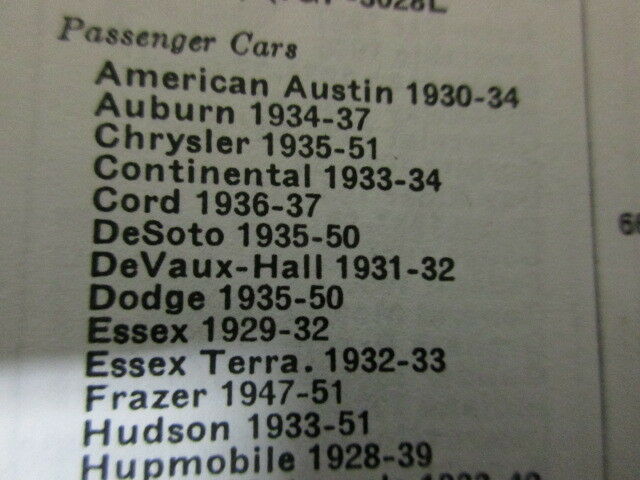 Passenger Cars
American Austin 1930-34
Auburn 1934-37
Chrysler 1935-51
Continental 1933-34
Cord 1936-37
DeSoto 1935-50
DeVaux-Hall 1931-32
Dodge 1935-50
Essex 1929-32
Essex Terra. 1932-33
Frazer 1947-51
Hudson 1933-51
Hupmobile 1928-39